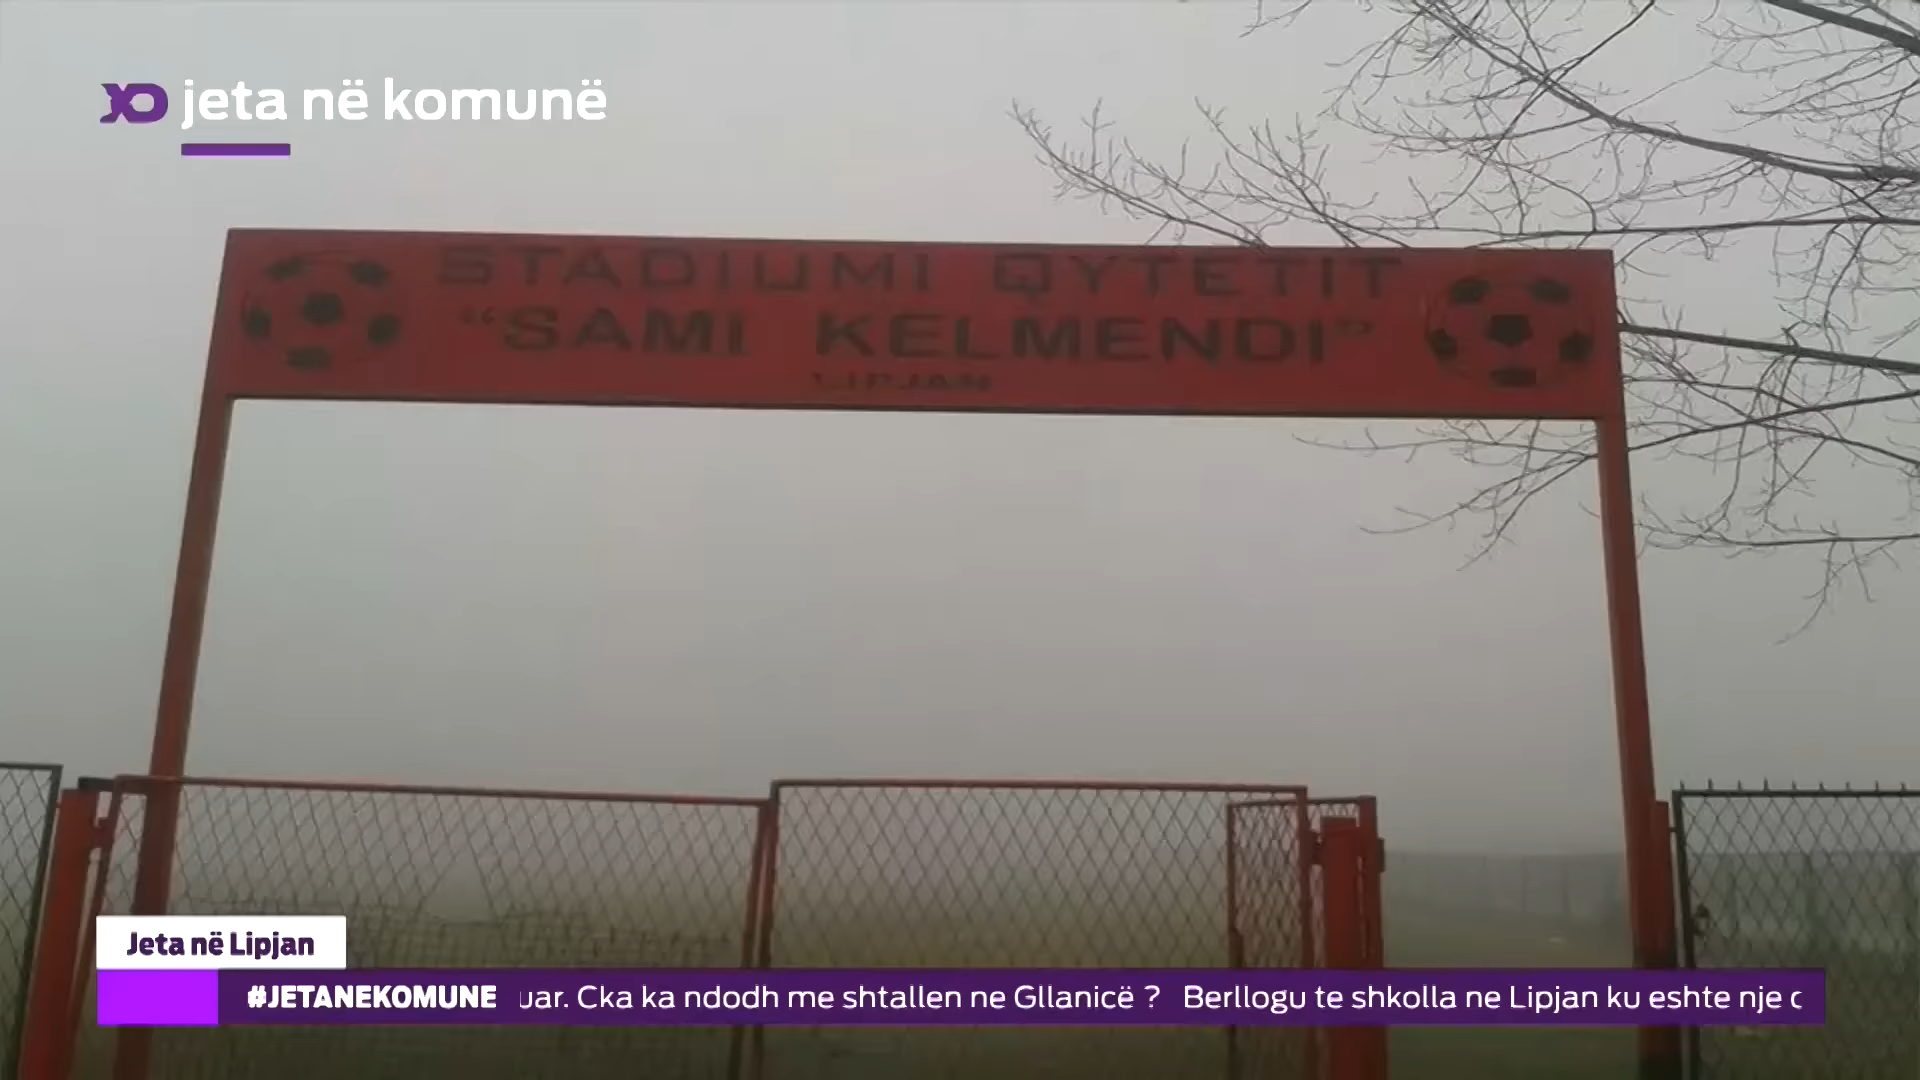 jeta në komunë
STADIUMI QYTETIT
"SAMI KELMENDI"
LIPJAN
Jeta në Lipjan
#JETANEKOMUNE uar. Cka ka ndodh me shtallen ne Gllanicë ? Berllogu te shkolla ne Lipjan ku eshte nje